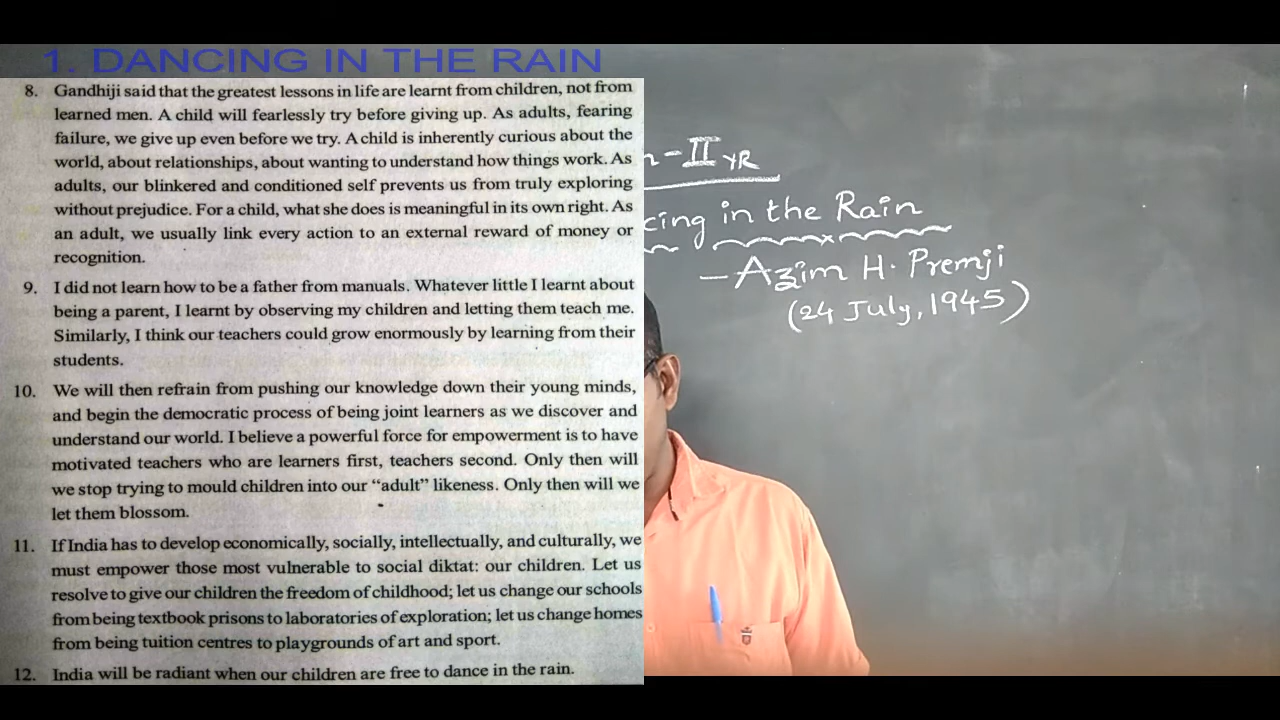 1. DANCING IN THE RAIN
8. Gandhiji said that the greatest lessons in life are learnt from children, not from
learned men. A child will fearlessly try before giving up. As adults, fearing
failure, we give up even before we try. A child is inherently curious about the
world, about relationships, about wanting to understand how things work. As
adults, our blinkered and conditioned self prevents us from truly exploring
without prejudice. For a child, what she does is meaningful in its own right. As
an adult, we usually link every action to an external reward of money or
recognition.
9. I did not learn how to be a father from manuals. Whatever little I learnt about
being a parent, I learnt by observing my children and letting them teach me.
Similarly, I think our teachers could grow enormously by learning from their
students.
10. We will then refrain from pushing our knowledge down their young minds,
and begin the democratic process of being joint learners as we discover and
understand our world. I believe a powerful force for empowerment is to have
motivated teachers who are learners first, teachers second. Only then will
we stop trying to mould children into our “adult” likeness. Only then will we
let them blossom.
11. If India has to develop economically, socially, intellectually, and culturally, we
must empower those most vulnerable to social diktat: our children. Let us
resolve to give our children the freedom of childhood; let us change our schools
from being textbook prisons to laboratories of exploration; let us change homes
from being tuition centres to playgrounds of art and sport.
12. India will be radiant when our children are free to dance in the rain.
n-II YR
cing in the Rain
- Azim H. Premji
(24 July, 1945)